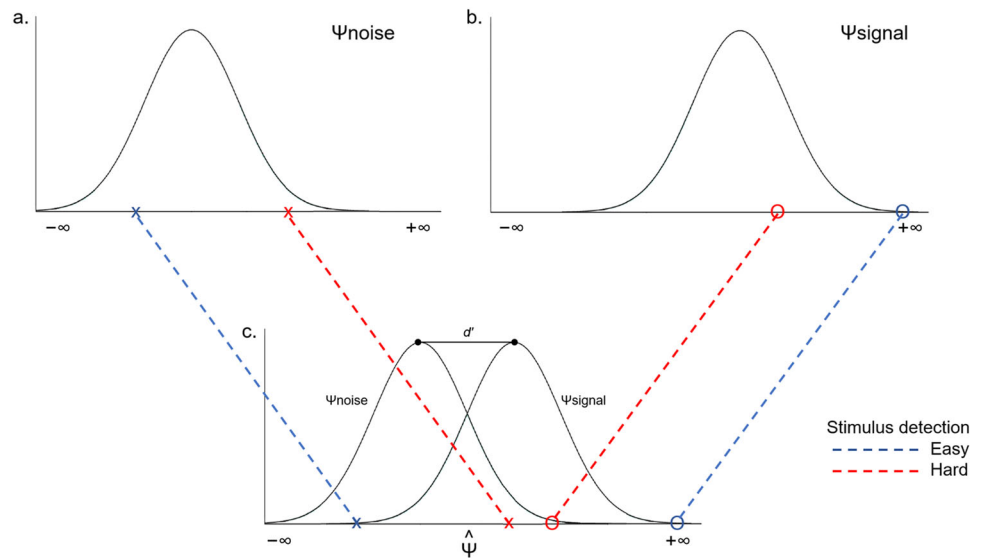 a.
Ψnoise
−∞
+∞
b.
Ψsignal
−∞
+∞
c.
d'
Ψnoise
Ψsignal
−∞
Ψ̂
+∞
Stimulus detection
Easy
Hard